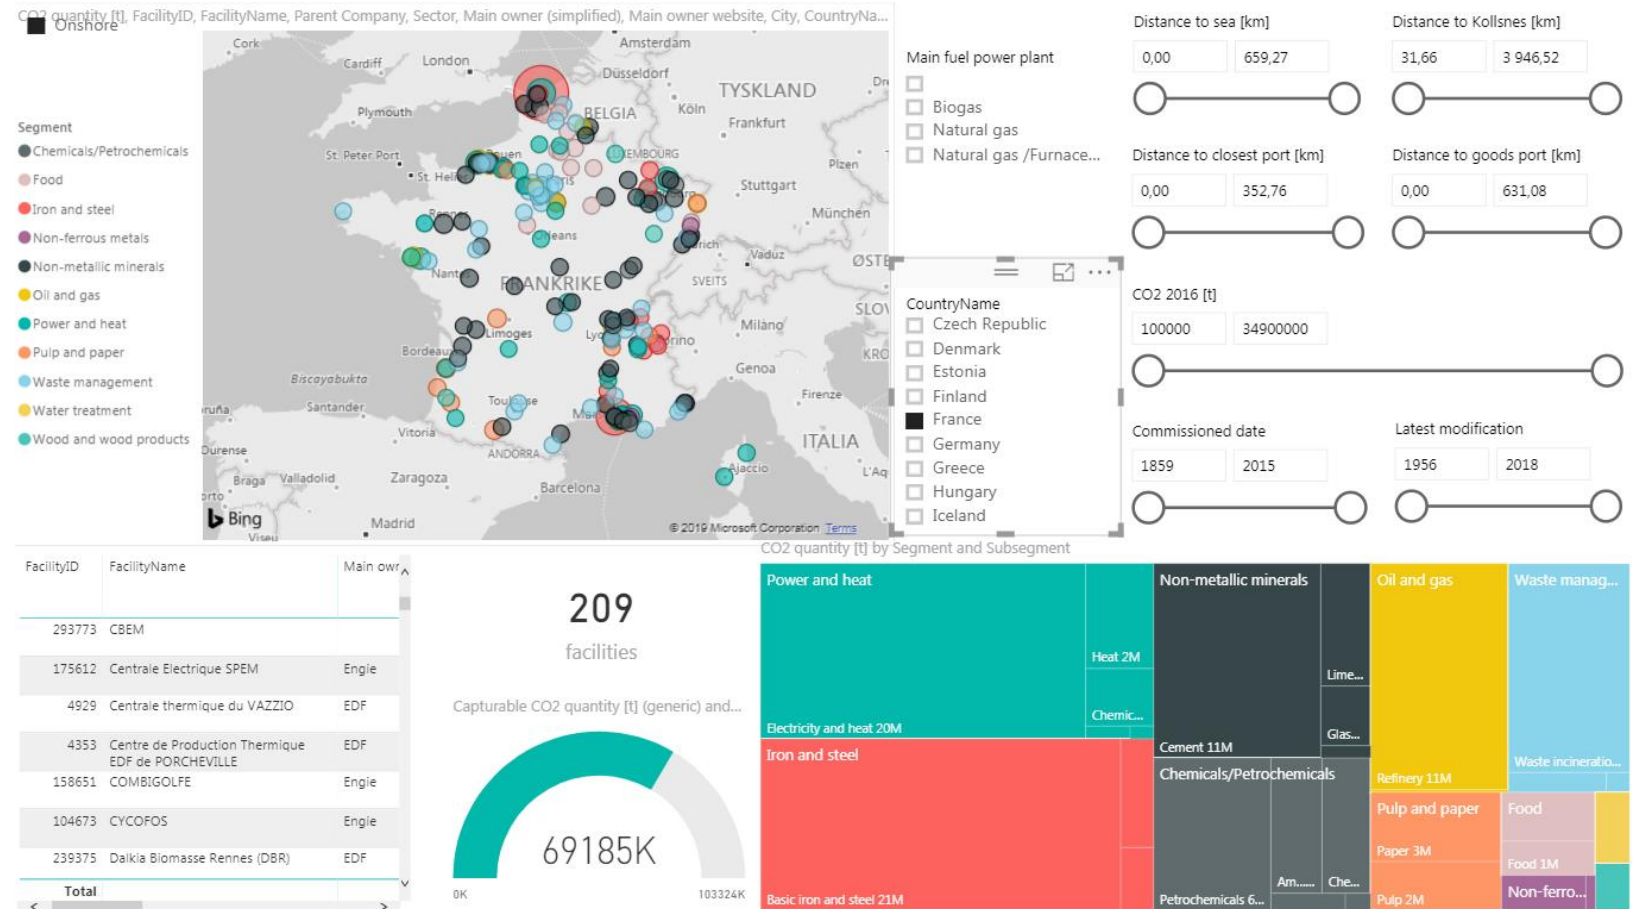 CO2 quantity [t], FacilityID, FacilityName, Parent Company, Sector, Main owner (simplified), Main owner website, City, CountryNa...
Onshore
Segment
Chemicals/Petrochemicals
Food
Iron and steel
Non-ferrous metals
Non-metallic minerals
Oil and gas
Power and heat
Pulp and paper
Waste management
Water treatment
Wood and wood products
Cork
Cardiff
London
Amsterdam
Düsseldorf
TYSKLAND
Plymouth
BELGIA
Köln
Frankfurt
St. Peter Port
LUXEMBOURG
Plzen
St. Helier
Stuttgart
München
Vaduz
Nantes
FRANKRIKE
SVEITS
Limoges
Milano
Bordeaux
Biscayabukta
Genoa
Santander
Firenze
Vitoria
ANDORRA
ITALIA
Ajaccio
L'Aq
Braga
Valladolid
Zaragoza
Barcelona
Bing
Madrid
Viseu
© 2019 Microsoft Corporation Terms
Main fuel power plant
Biogas
Natural gas
Natural gas /Furnace...
CountryName
Czech Republic
Denmark
Estonia
Finland
France
Germany
Greece
Hungary
Iceland
Distance to sea [km]
0,00 659,27
Distance to Kollsnes [km]
31,66 3 946,52
Distance to closest port [km]
0,00 352,76
Distance to goods port [km]
0,00 631,08
CO2 2016 [t]
100000 34900000
Commissioned date
1859 2015
Latest modification
1956 2018
FacilityID FacilityName Main owr
293773 CBEM
175612 Centrale Electrique SPEM Engie
4929 Centrale thermique du VAZZIO EDF
4353 Centre de Production Thermique EDF
EDF de PORCHEVILLE
158651 COMBIGOLFE Engie
104673 CYCOFOS Engie
239375 Dalkia Biomasse Rennes (DBR) EDF
Total
209
facilities
Capturable CO2 quantity [t] (generic) and...
69185K
0K 103324K
CO2 quantity [t] by Segment and Subsegment
Power and heat
Heat 2M
Chemic...
Electricity and heat 20M
Iron and steel
Basic iron and steel 21M
Non-metallic minerals
Lime...
Glas...
Cement 11M
Chemicals/Petrochemicals
Am......
Che...
Petrochemicals 6...
Oil and gas
Refinery 11M
Waste manag...
Waste incineratio...
Pulp and paper
Paper 3M
Pulp 2M
Food
Food 1M
Non-ferro...